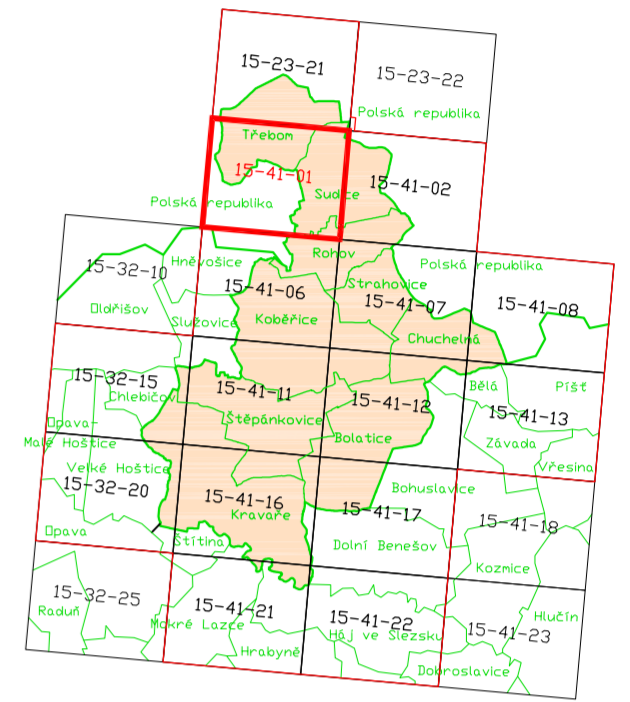 15-23-21
15-23-22
Polská republika
Třebom
15-41-01
15-41-02
Sudice
Polská republika
Rohov
Polská republika
Hněvošice
15-32-10
Strahovice
15-41-06
15-41-07
15-41-08
Oldřišov
Služovice
Kobeřice
Chuchelná
15-32-15
Chlebičov
15-41-11
15-41-12
Bělá
Píšť
15-41-13
Opava-
Malé Hoštice
Štěpánkovice
Bolatice
Závada
Velké Hoštice
Vřesina
15-32-20
15-41-16
Bohuslavice
Kravaře
15-41-17
15-41-18
Opava
Štítina
Dolní Benešov
Kozmice
15-32-25
Raduň
15-41-21
Mokré Lazce
15-41-22
Háj ve Slezsku
15-41-23
Hlučín
Hrabyně
Dobroslavice